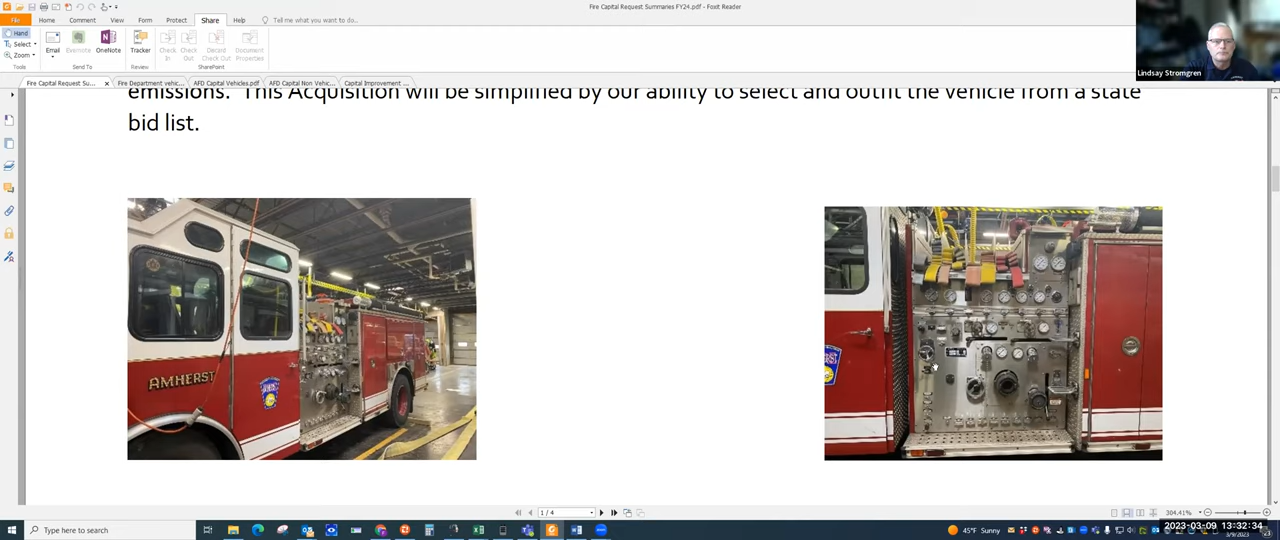 Fire Capital Request Summaries FY24.pdf - Foxit Reader
File Home Comment View Form Protect Share Help Tell me what you want to do..
Hand
Select
Zoom
Email Evernote OneNote Tracker Check In Check Out Discard Check Out Document Properties
Tools Send To Review SharePoint
Fire Capital Request Su... Fire Department vehic... AFD Capital Vehicles.pdf AFD Capital Non Vehic... Capital Improvement ...
Lindsay Stromgren
emissions. This Acquisition will be simplified by our ability to select and outfit the vehicle from a state
bid list.
AMHERST
1 / 4
304.41%
Type here to search
45°F Sunny
2023-03-09 13:32:34